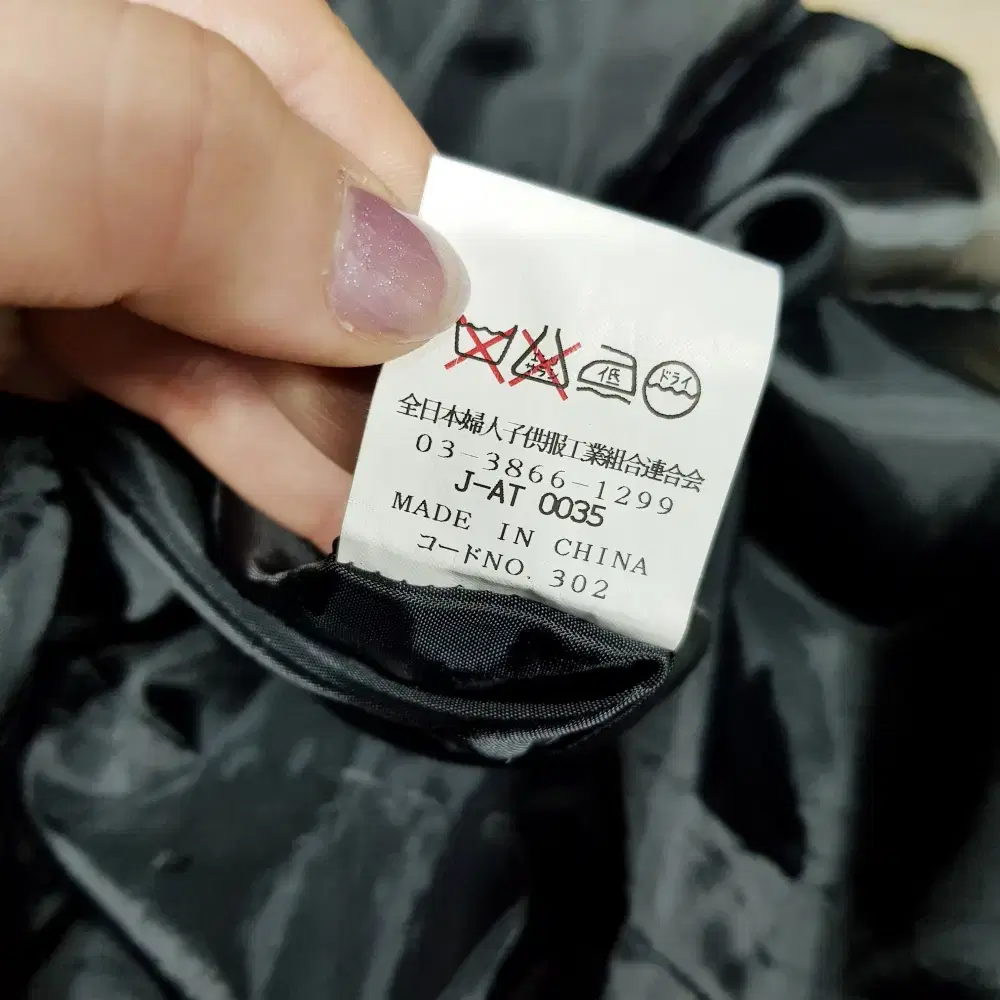 低 ドライ
全日本婦人子供服工業組合連合会
03-3866-1299
J-AT 0035
MADE IN CHINA
コードNO. 302